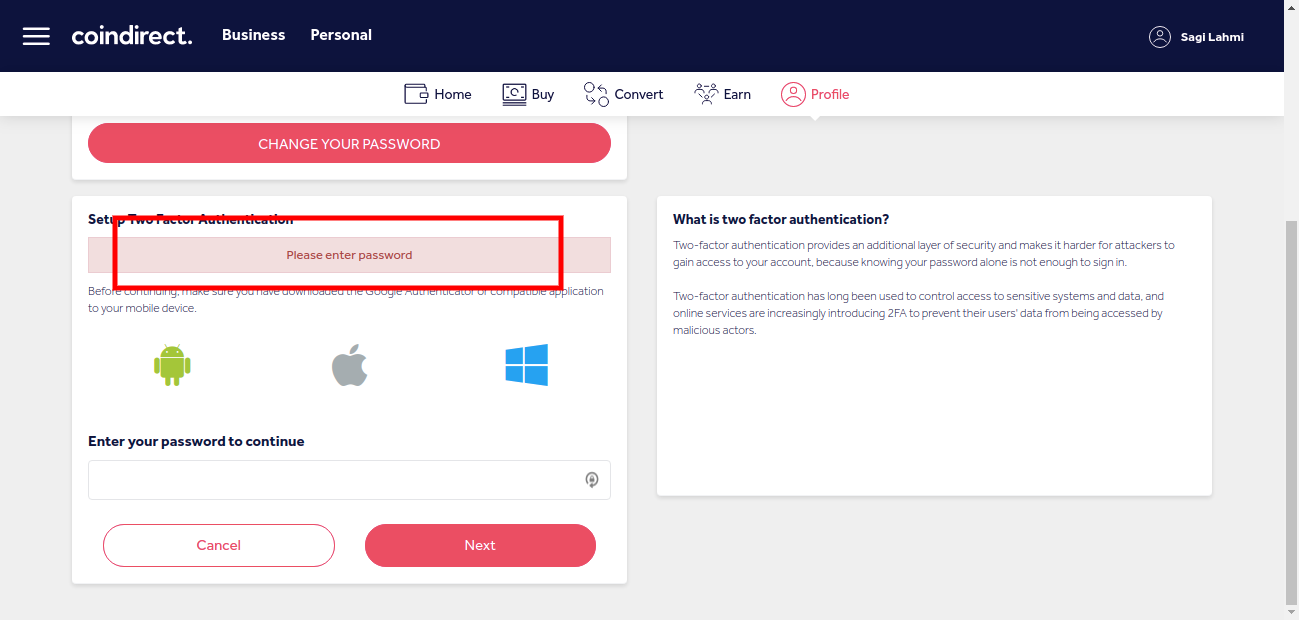 coindirect. Business Personal Sagi Lahmi
Home Buy Convert Earn Profile
CHANGE YOUR PASSWORD
Setup Two Factor Authentication
Please enter password
Before continuing, make sure you have downloaded the Google Authenticator or compatible application
to your mobile device.
Enter your password to continue
Cancel Next
What is two factor authentication?
Two-factor authentication provides an additional layer of security and makes it harder for attackers to
gain access to your account, because knowing your password alone is not enough to sign in.
Two-factor authentication has long been used to control access to sensitive systems and data, and
online services are increasingly introducing 2FA to prevent their users' data from being accessed by
malicious actors.